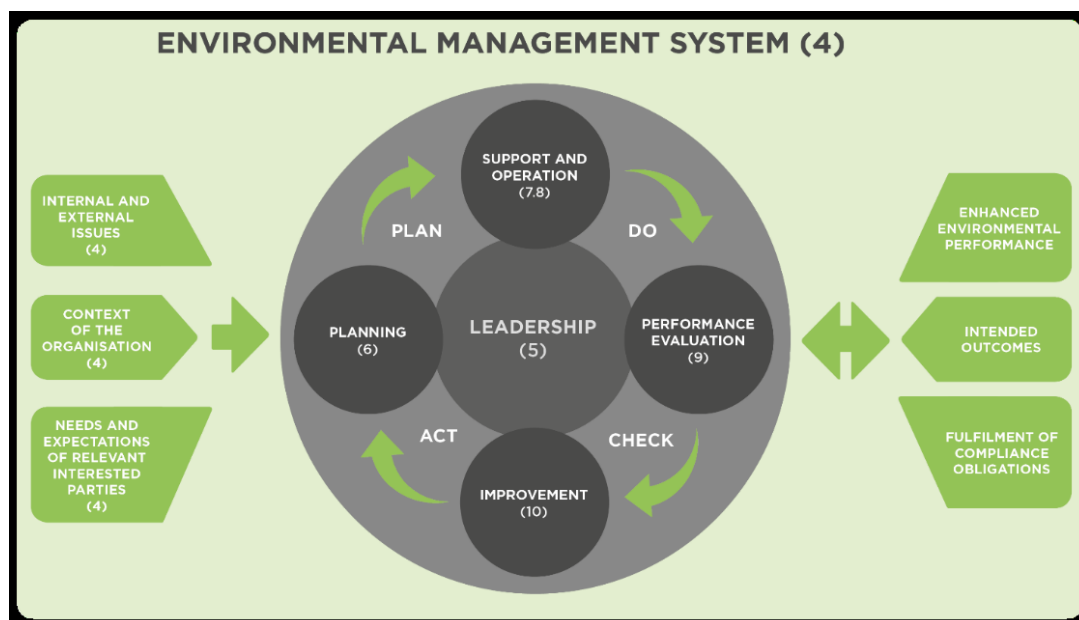 ENVIRONMENTAL MANAGEMENT SYSTEM (4)
INTERNAL AND
EXTERNAL
ISSUES
(4)
CONTEXT
OF THE
ORGANISATION
(4)
NEEDS AND
EXPECTATIONS
OF RELEVANT
INTERESTED
PARTIES
(4)
SUPPORT AND
OPERATION
(7.8)
PLAN
DO
PLANNING
(6)
LEADERSHIP
(5)
PERFORMANCE
EVALUATION
(9)
ACT
CHECK
IMPROVEMENT
(10)
ENHANCED
ENVIRONMENTAL
PERFORMANCE
INTENDED
OUTCOMES
FULFILMENT OF
COMPLIANCE
OBLIGATIONS